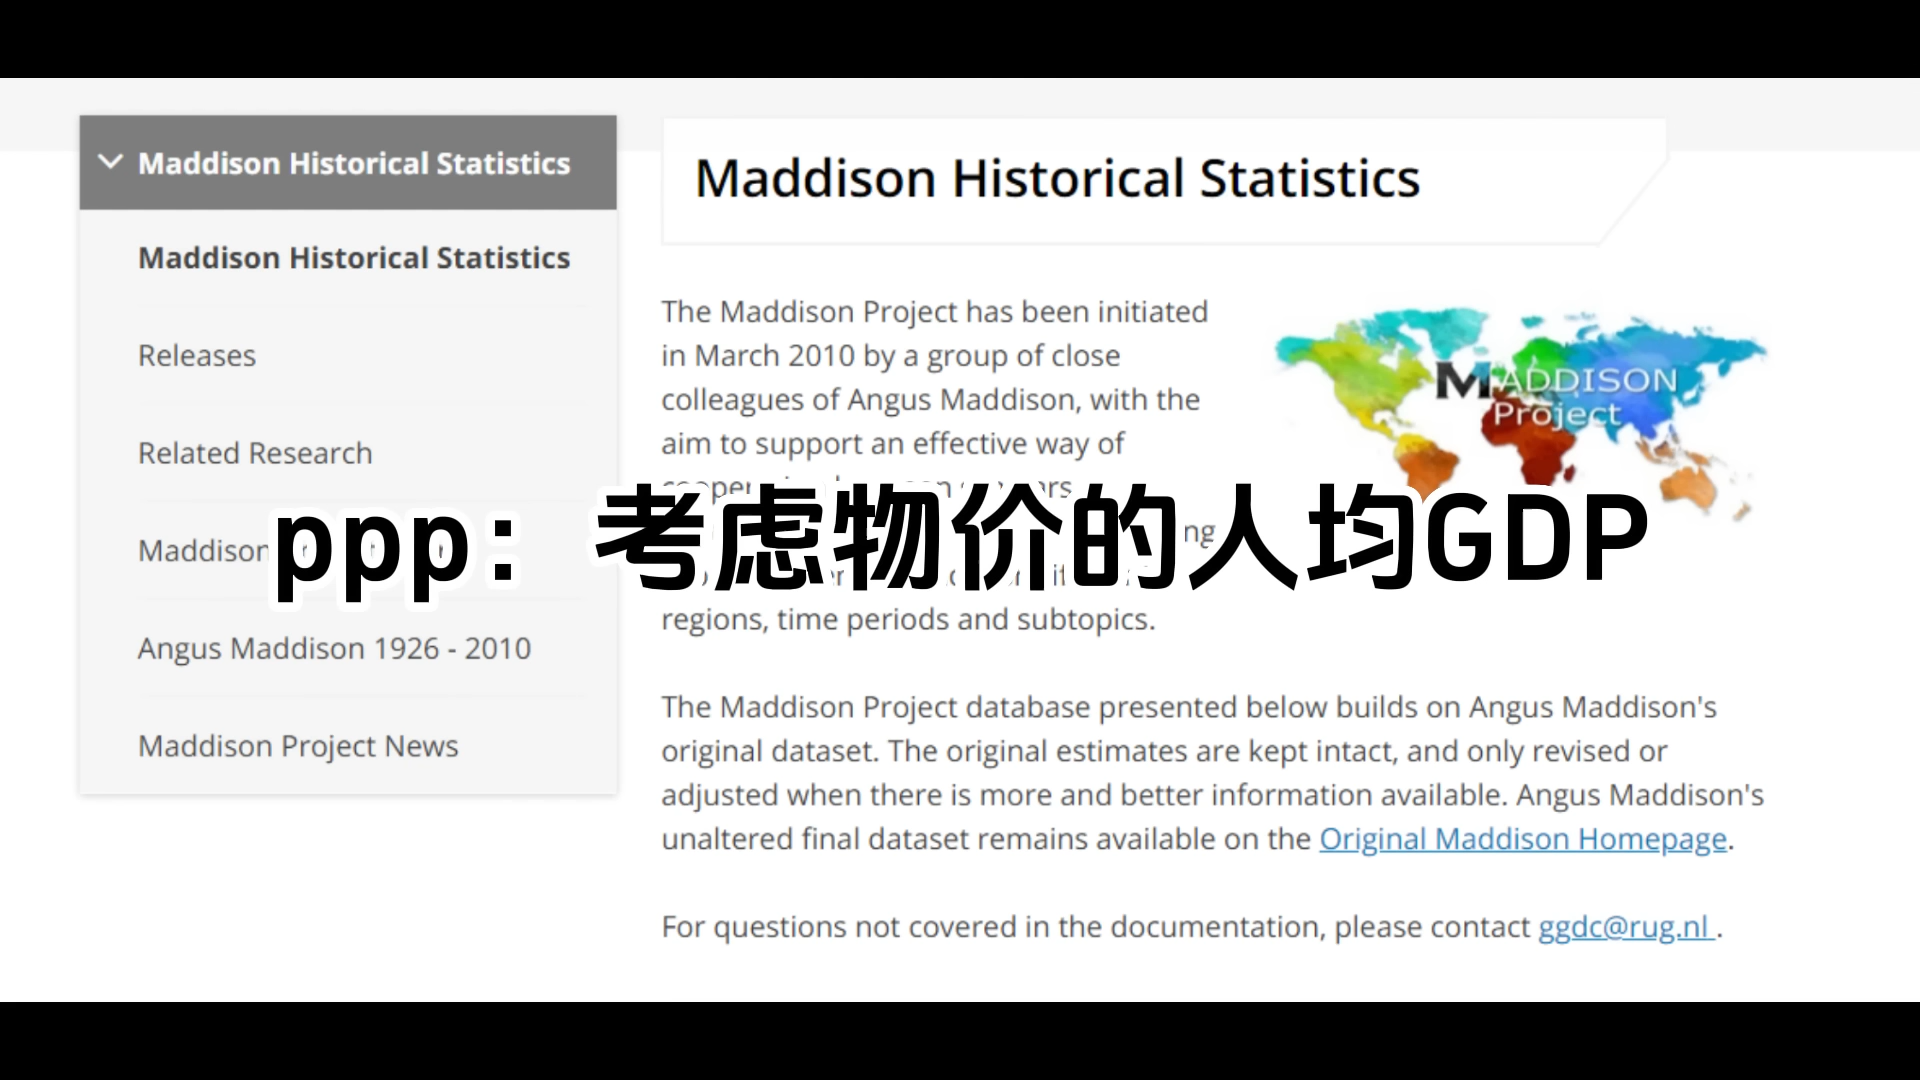 Maddison Historical Statistics
Maddison Historical Statistics
Releases
Related Research
Maddison
Angus Maddison 1926 - 2010
Maddison Project News
Maddison Historical Statistics
The Maddison Project has been initiated
in March 2010 by a group of close
colleagues of Angus Maddison, with the
aim to support an effective way of
regions, time periods and subtopics.
MADDISON
Project
ppp：考虑物价的人均GDP
The Maddison Project database presented below builds on Angus Maddison's
original dataset. The original estimates are kept intact, and only revised or
adjusted when there is more and better information available. Angus Maddison's
unaltered final dataset remains available on the Original Maddison Homepage.
For questions not covered in the documentation, please contact ggdc@rug.nl .